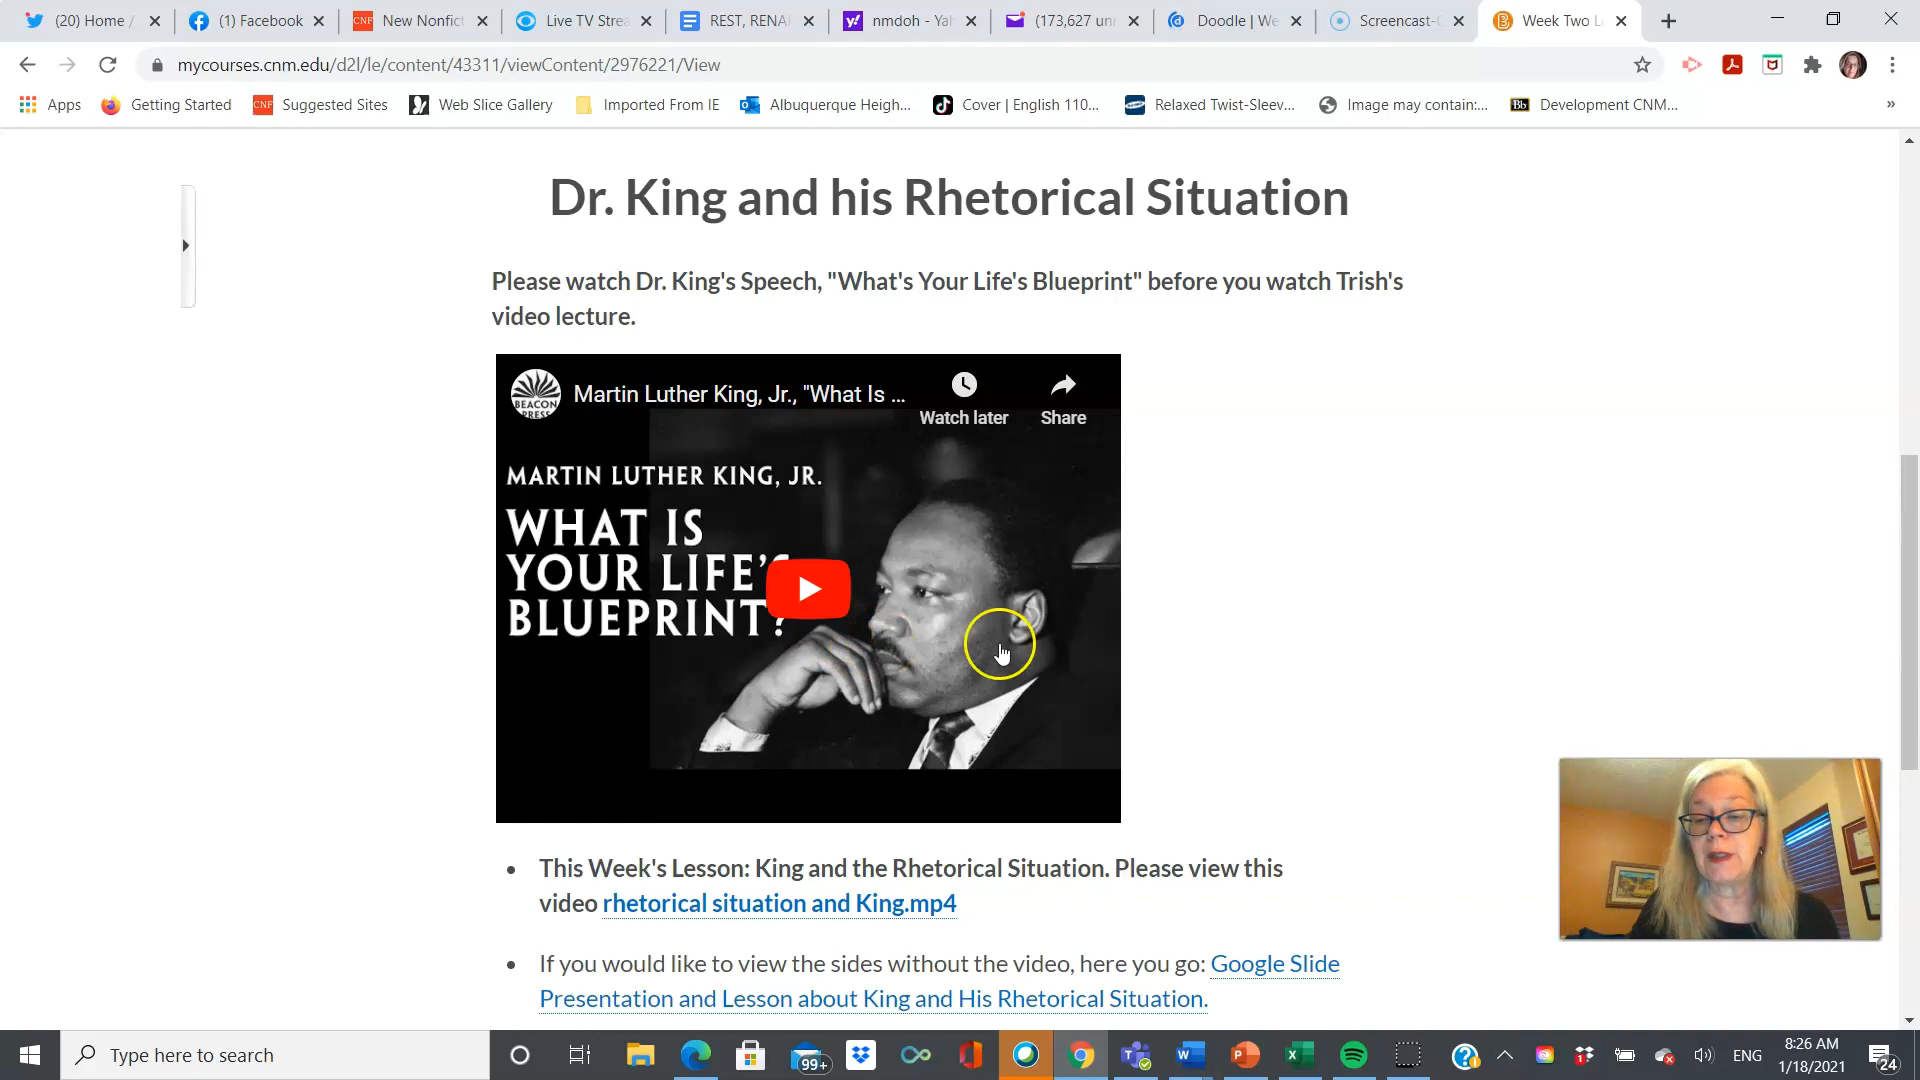 (20) Home /
(1) Facebook
CNF New Nonfict
Live TV Strea
REST, RENA
nmdoh - Ya
(173,627 un
Doodle | We
Screencast-O
Week Two L
mycourses.cnm.edu/d2l/le/content/43311/viewContent/2976221/View
Apps
Getting Started
CNF Suggested Sites
Web Slice Gallery
Imported From IE
Albuquerque Heigh...
Cover | English 110...
Relaxed Twist-Sleev...
Image may contain:...
Bb Development CNM...
»
Dr. King and his Rhetorical Situation
Please watch Dr. King's Speech, "What's Your Life's Blueprint" before you watch Trish's
video lecture.
BEACON
PRESS
Martin Luther King, Jr., "What Is ...
Watch later
Share
MARTIN LUTHER KING, JR.
WHAT IS
YOUR LIFE'S
BLUEPRINT?
• This Week's Lesson: King and the Rhetorical Situation. Please view this
video rhetorical situation and King.mp4
• If you would like to view the sides without the video, here you go: Google Slide
Presentation and Lesson about King and His Rhetorical Situation.
Type here to search
99+
ENG
8:26 AM
1/18/2021
24